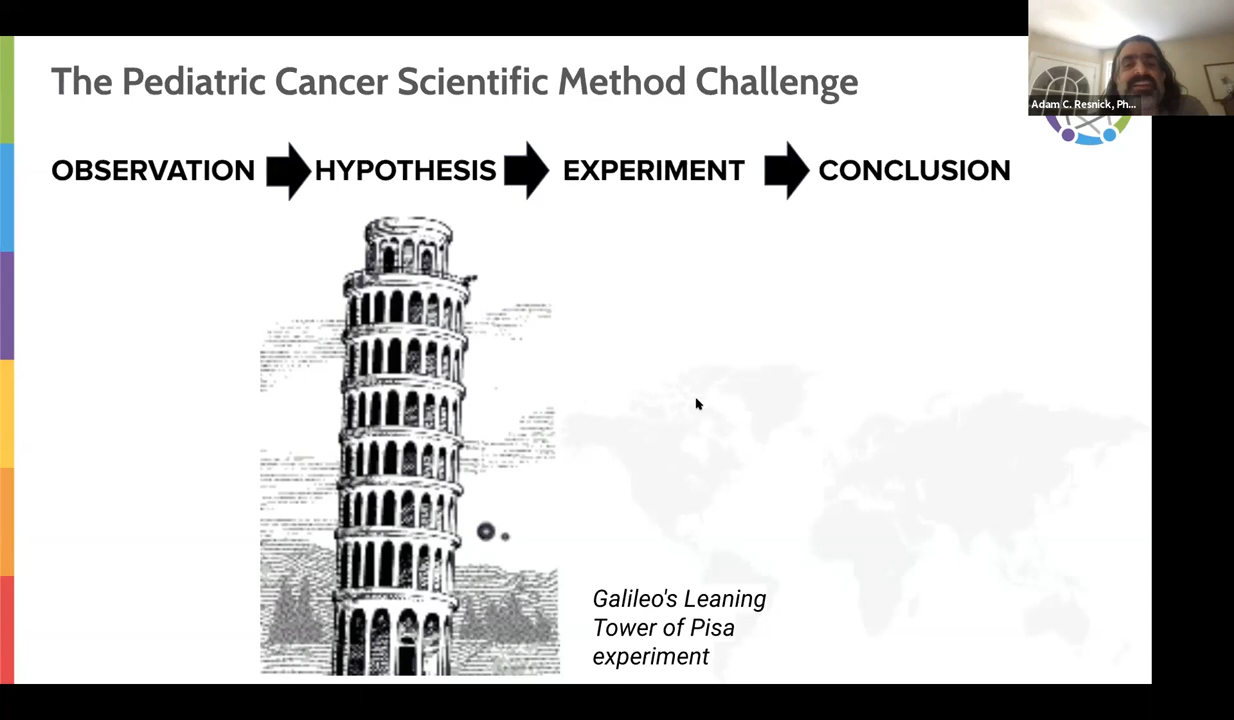 The Pediatric Cancer Scientific Method Challenge
OBSERVATION HYPOTHESIS EXPERIMENT CONCLUSION
Adam C. Resnick, Ph...
Galileo's Leaning
Tower of Pisa
experiment